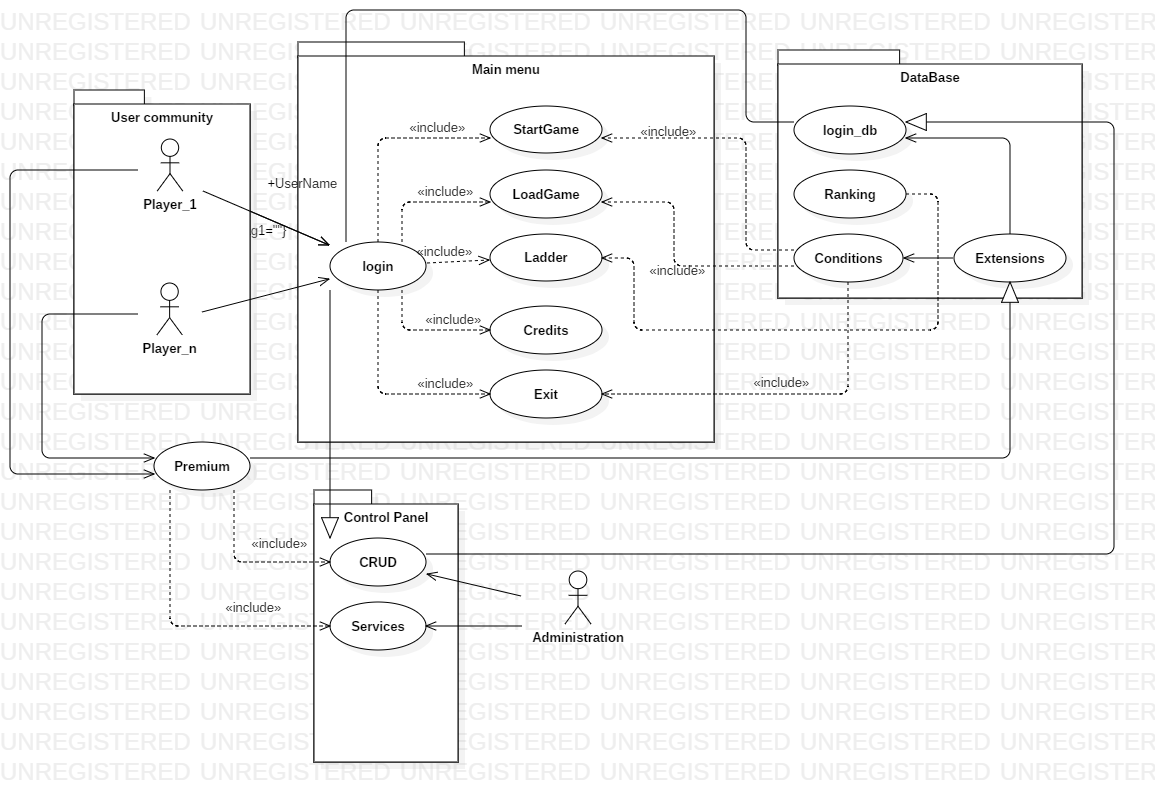 Main menu
DataBase
User community
StartGame
«include»
«include»
login_db
+UserName
Player_1
LoadGame
«include»
Ranking
g1=""}
login
«include»
Ladder
«include»
Conditions
Extensions
Player_n
«include»
Credits
«include»
Exit
«include»
Premium
Control Panel
«include»
CRUD
«include»
Services
Administration
UNREGISTERED